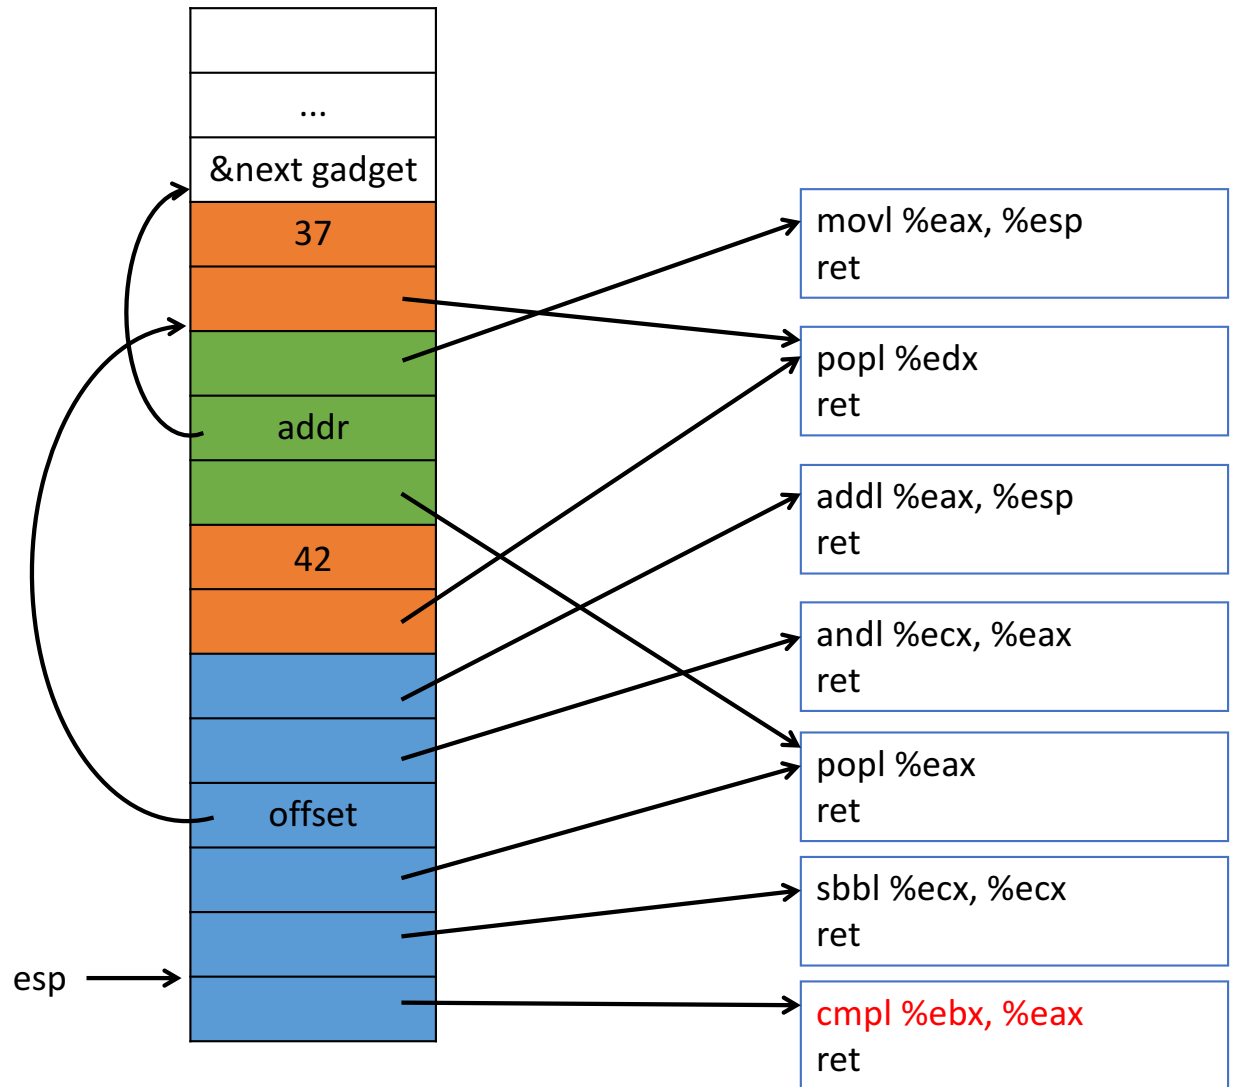 ...
&next gadget
37
addr
42
offset
esp
movl %eax, %esp
ret
popl %edx
ret
addl %eax, %esp
ret
andl %ecx, %eax
ret
popl %eax
ret
sbbl %ecx, %ecx
ret
cmpl %ebx, %eax
ret